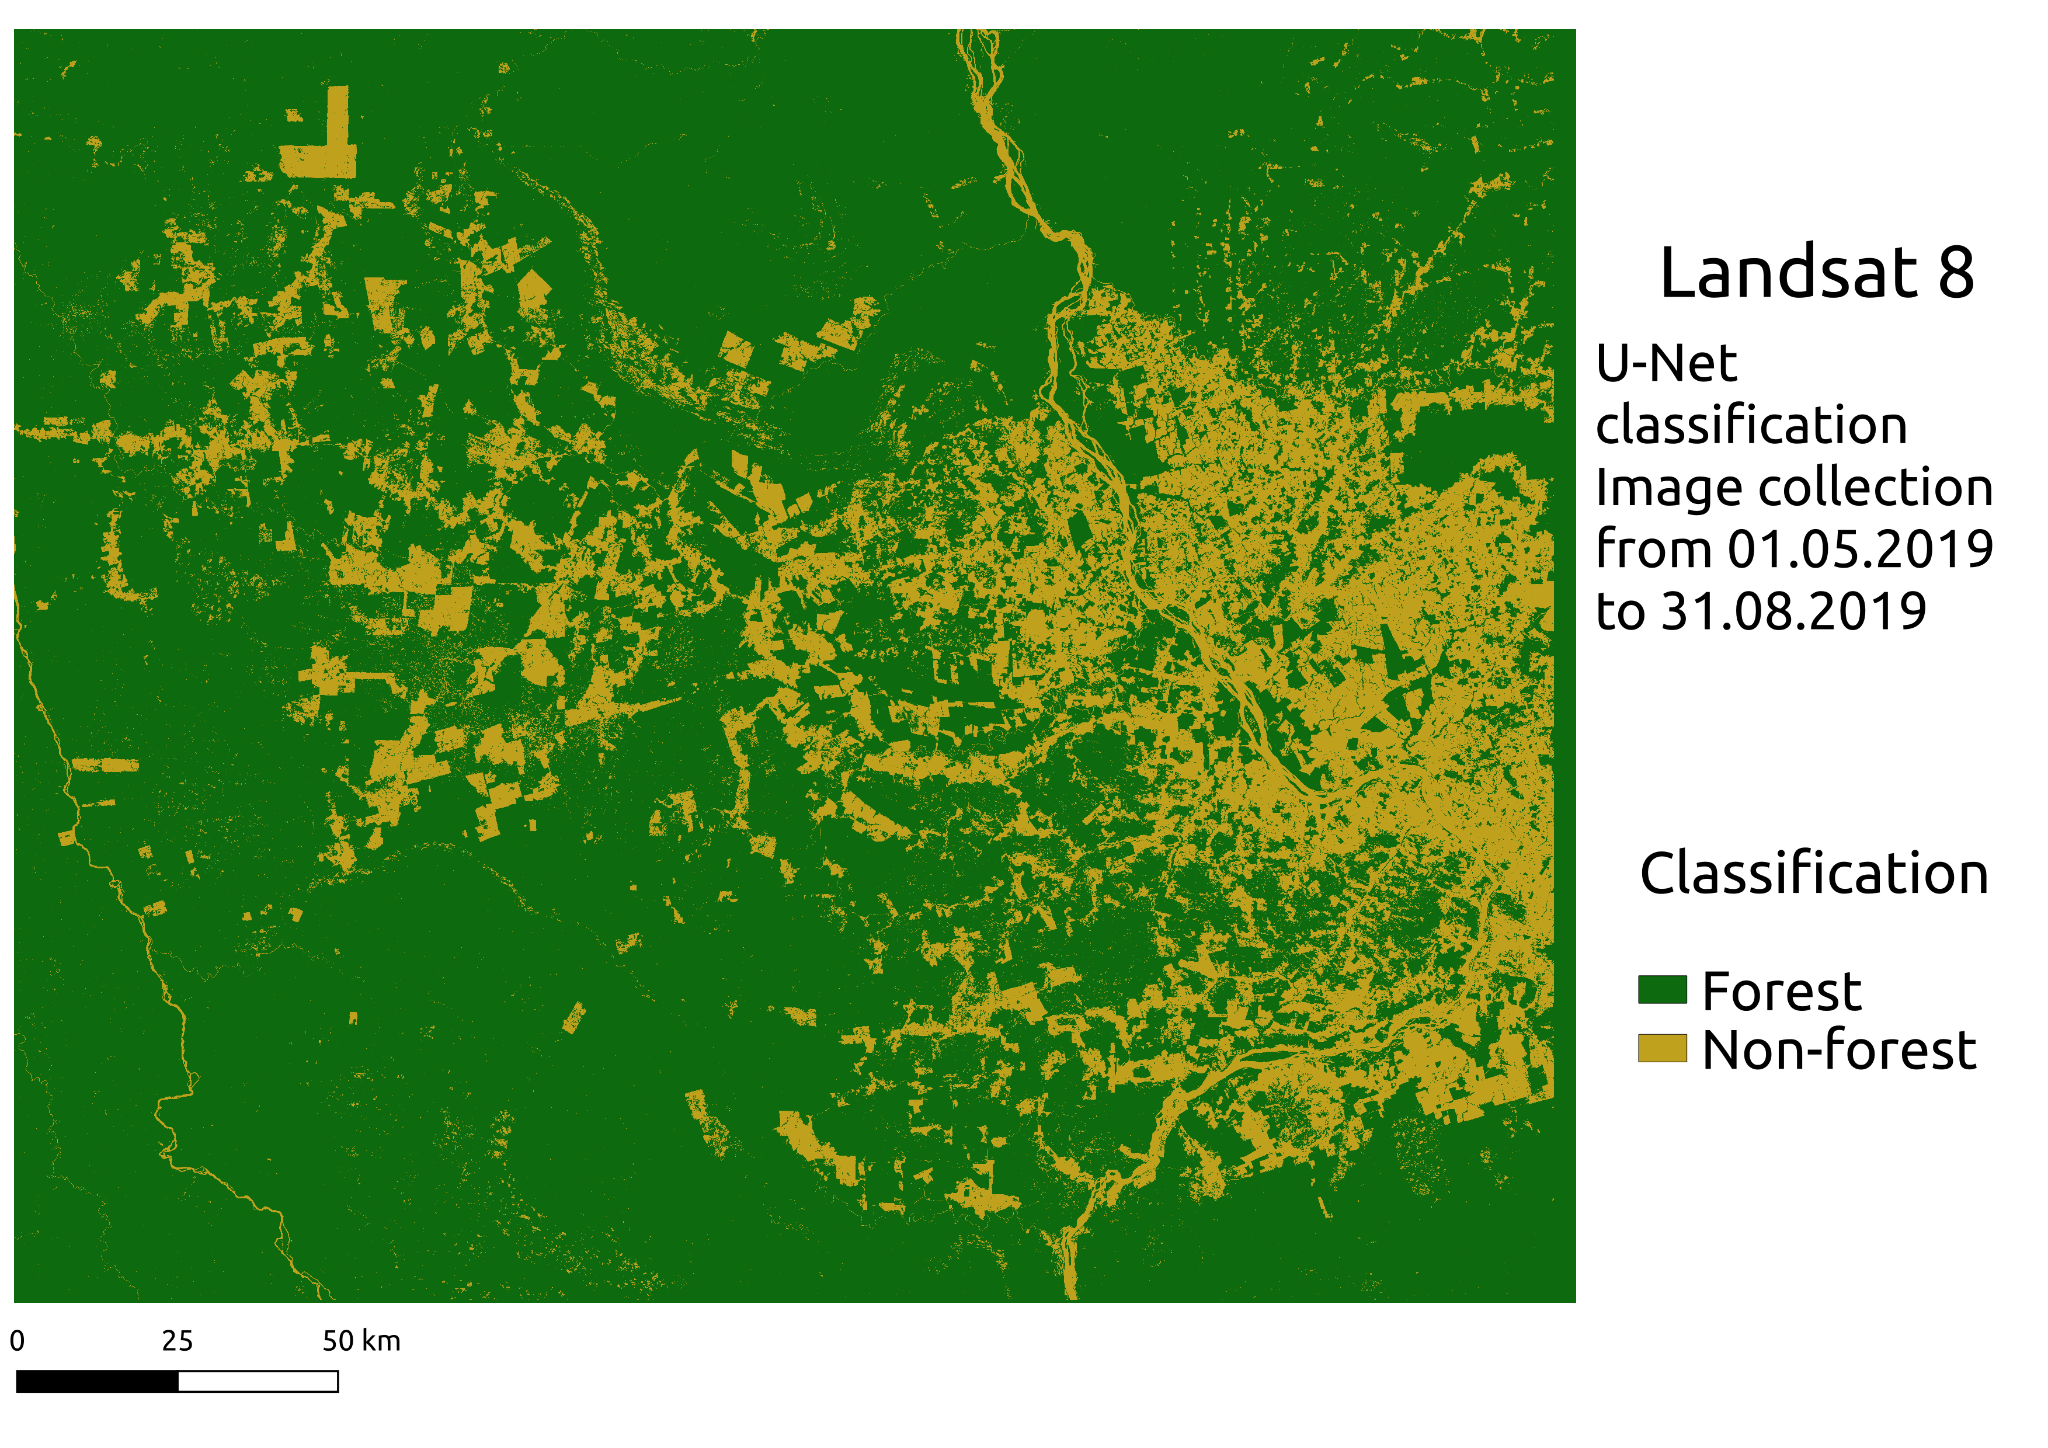 Landsat 8
U-Net
classification
Image collection
from 01.05.2019
to 31.08.2019
Classification
Forest
Non-forest
0 25 50 km